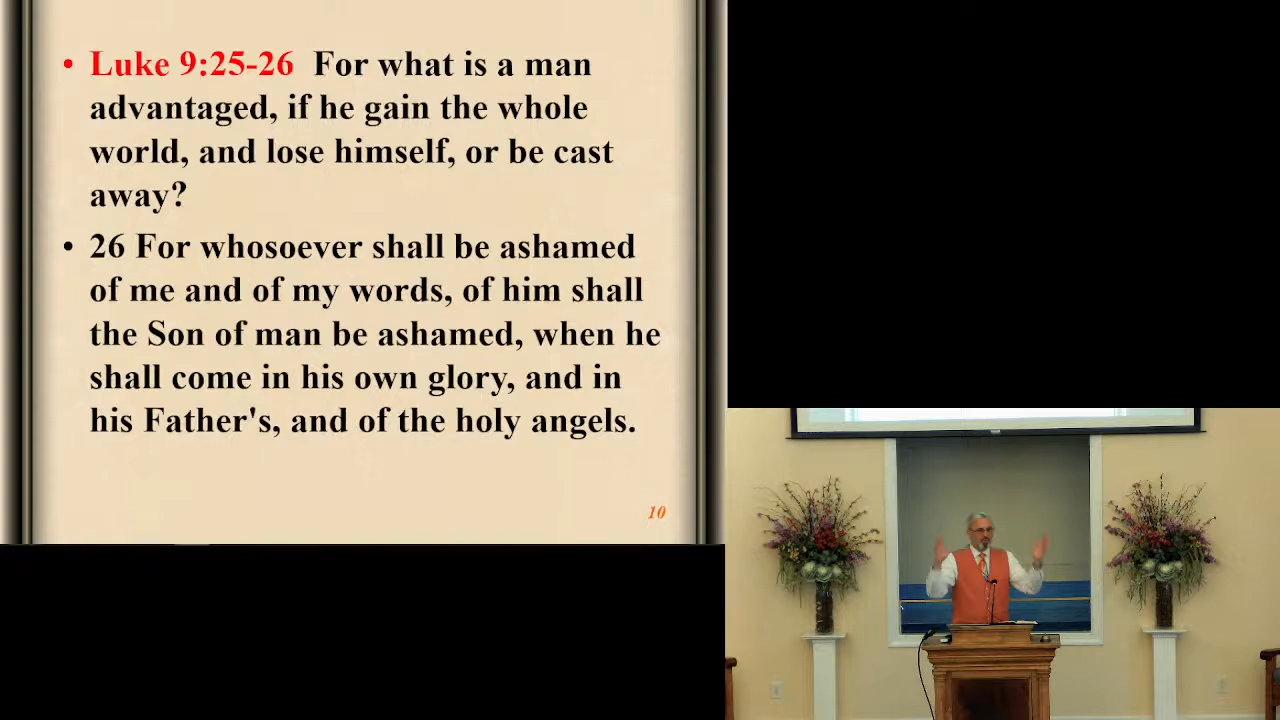 • Luke 9:25-26 For what is a man
advantaged, if he gain the whole
world, and lose himself, or be cast
away?
• 26 For whosoever shall be ashamed
of me and of my words, of him shall
the Son of man be ashamed, when he
shall come in his own glory, and in
his Father's, and of the holy angels.
10